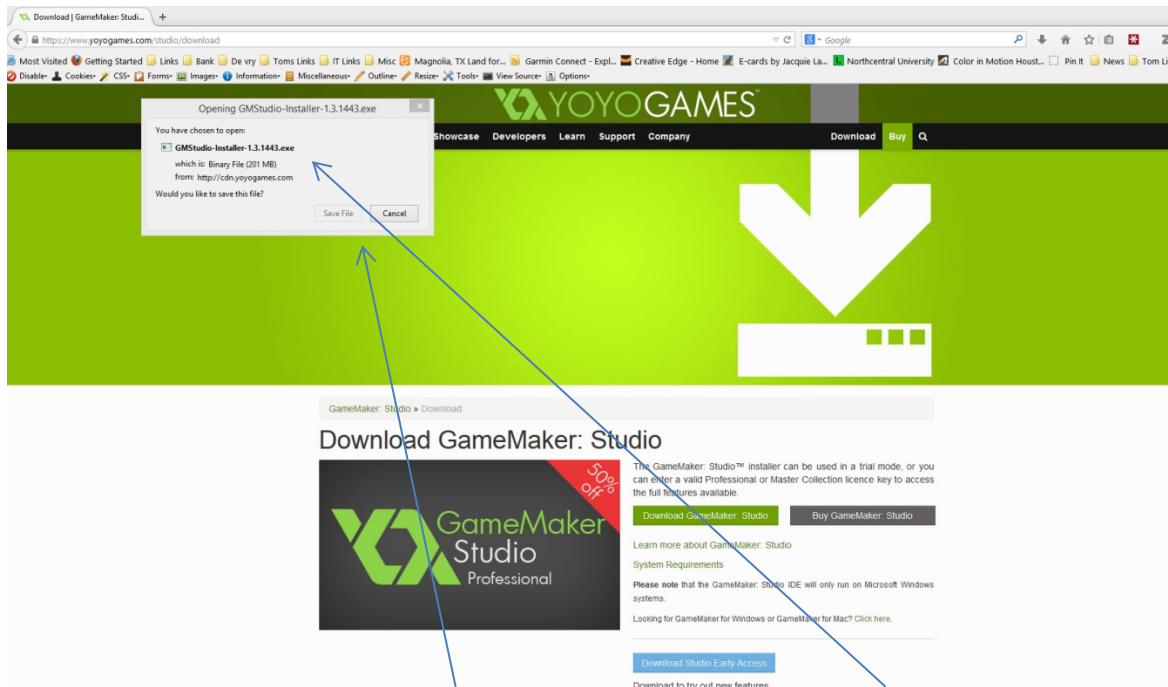 Download | GameMaker: Studi...
https://www.yoyogames.com/studio/download
Google
Most Visited Getting Started Links Bank De vry Toms Links IT Links Misc Magnolia, TX Land for... Garmin Connect - Expl... Creative Edge - Home E-cards by Jacquie La... Northcentral University Color in Motion Houst... Pin It News Tom Li
Disable Cookies CSS Forms Images Information Miscellaneous Outline Resize Tools View Source Options
Opening GMStudio-Installer-1.3.1443.exe
You have chosen to open:
GMStudio-Installer-1.3.1443.exe
which is: Binary File (201 MB)
from: http://cdn.yoyogames.com
Would you like to save this file?
Save File Cancel
YOYOGAMES™
Showcase Developers Learn Support Company Download Buy
GameMaker: Studio » Download
Download GameMaker: Studio
50% off
GameMaker
Studio
Professional
The GameMaker: Studio™ installer can be used in a trial mode, or you
can enter a valid Professional or Master Collection licence key to access
the full features available.
Download GameMaker: Studio Buy GameMaker: Studio
Learn more about GameMaker: Studio
System Requirements
Please note that the GameMaker: Studio IDE will only run on Microsoft Windows
systems.
Looking for GameMaker for Windows or GameMaker for Mac? Click here.
Download Studio Early Access
Download to try out new features